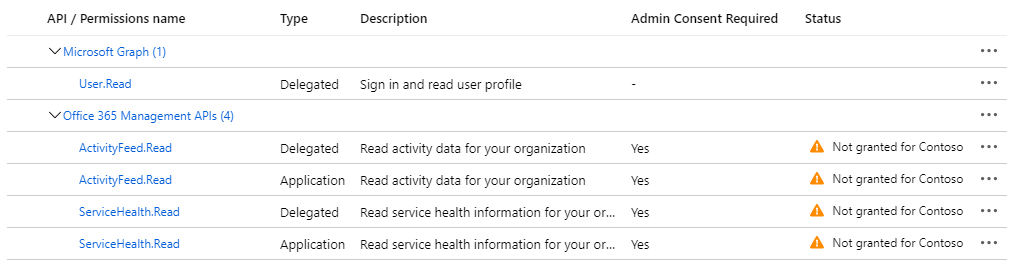 API / Permissions name Type Description Admin Consent Required Status
Microsoft Graph (1)
User.Read Delegated Sign in and read user profile -
Office 365 Management APIs (4)
ActivityFeed.Read Delegated Read activity data for your organization Yes Not granted for Contoso
ActivityFeed.Read Application Read activity data for your organization Yes Not granted for Contoso
ServiceHealth.Read Delegated Read service health information for your or... Yes Not granted for Contoso
ServiceHealth.Read Application Read service health information for your or... Yes Not granted for Contoso